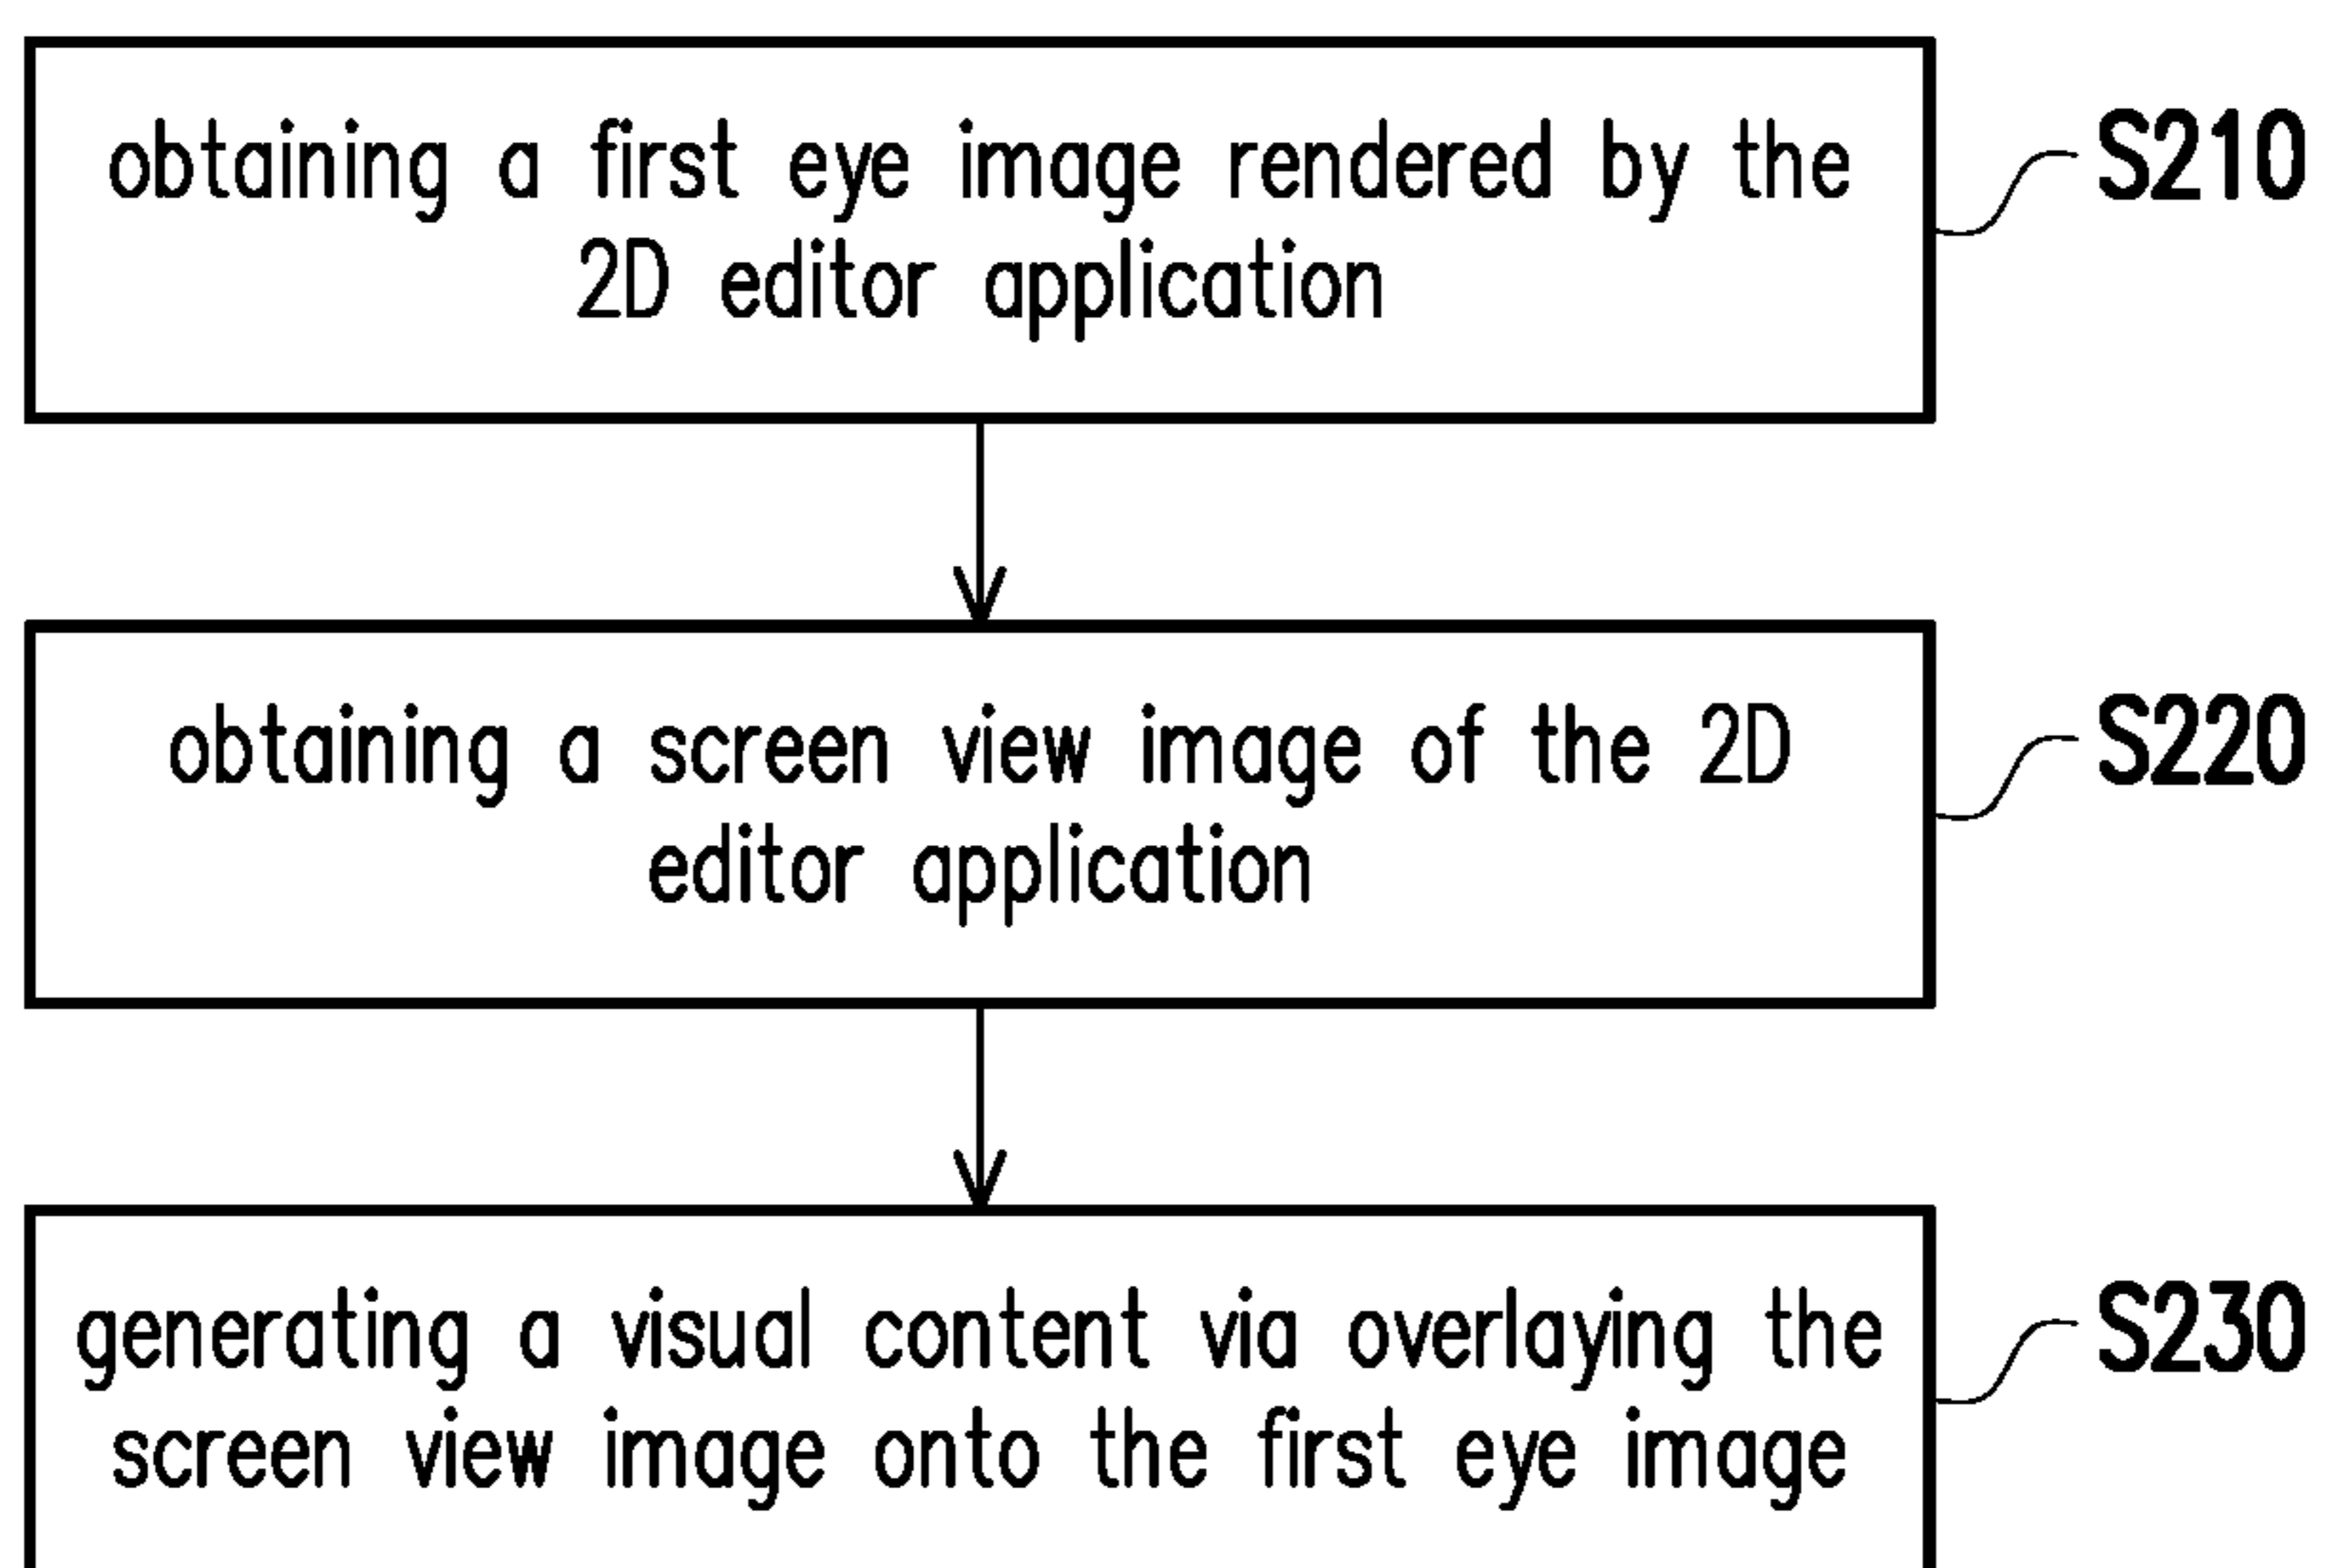 obtaining a first eye image rendered by the
2D editor application
S210
obtaining a screen view image of the 2D
editor application
S220
generating a visual content via overlaying the
screen view image onto the first eye image
S230